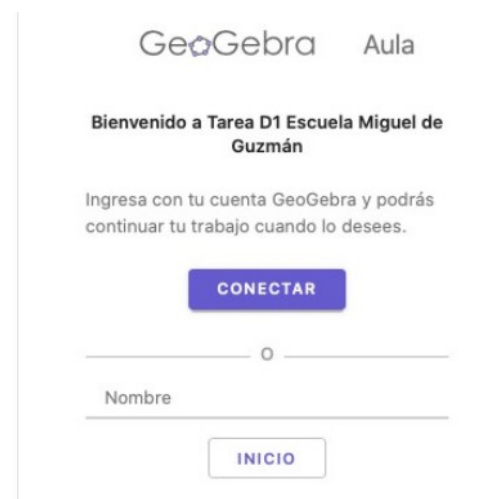 GeoGebra Aula
Bienvenido a Tarea D1 Escuela Miguel de
Guzmán
Ingresa con tu cuenta GeoGebra y podrás
continuar tu trabajo cuando lo desees.
CONECTAR
O
Nombre
INICIO